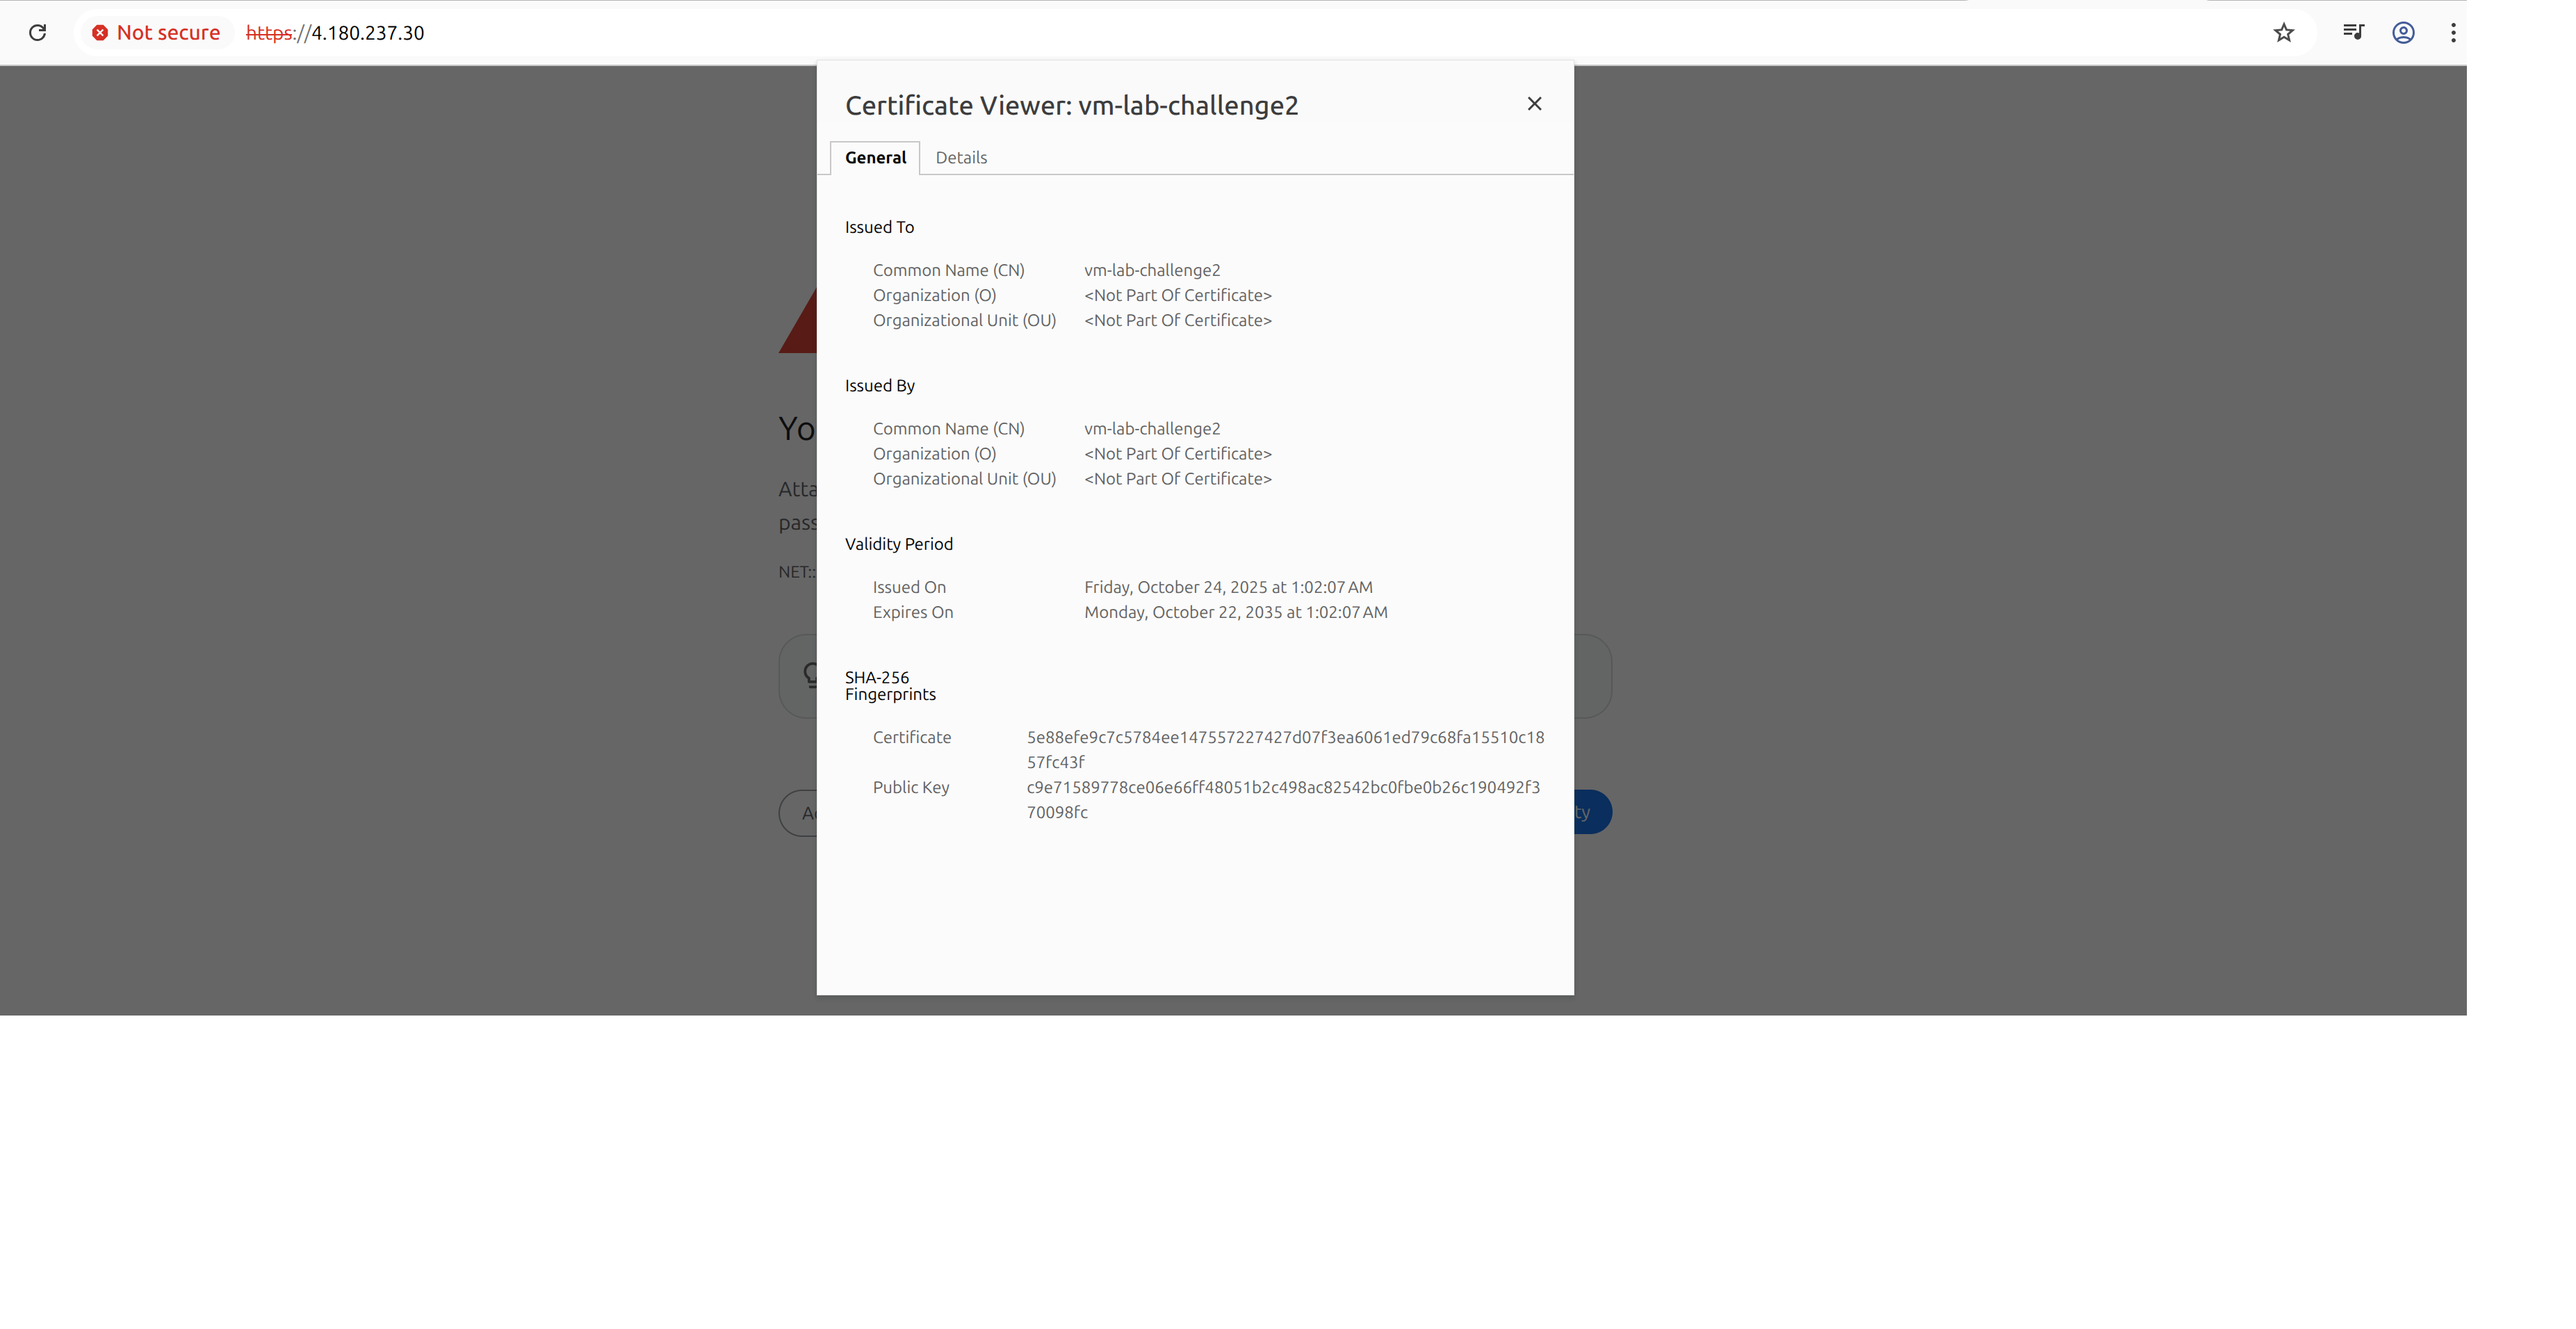 Not secure https://4.180.237.30
Certificate Viewer: vm-lab-challenge2
General Details
Issued To
Common Name (CN) vm-lab-challenge2
Organization (O) <Not Part Of Certificate>
Organizational Unit (OU) <Not Part Of Certificate>
Issued By
Common Name (CN) vm-lab-challenge2
Organization (O) <Not Part Of Certificate>
Organizational Unit (OU) <Not Part Of Certificate>
Validity Period
Issued On Friday, October 24, 2025 at 1:02:07 AM
Expires On Monday, October 22, 2035 at 1:02:07 AM
SHA-256
Fingerprints
Certificate 5e88efe9c7c5784ee147557227427d07f3ea6061ed79c68fa15510c18
57fc43f
Public Key c9e71589778ce06e66ff48051b2c498ac82542bc0fbe0b26c190492f3
70098fc
Yo
Atta
pass
NET::